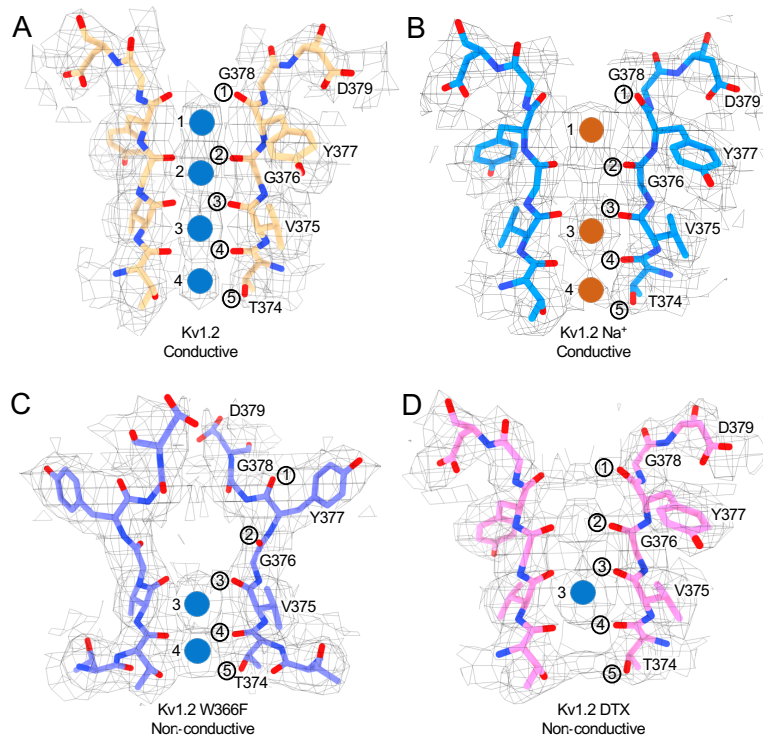 A
G378
①
D379
1
②
Y377
2
G376
③
3
V375
④
4
⑤
T374
Kv1.2
Conductive
B
G378
①
D379
1
Y377
②
G376
③
3
V375
④
4
⑤
T374
Kv1.2 Na⁺
Conductive
C
D379
G378
①
Y377
②
G376
③
3
V375
④
4
⑤
T374
Kv1.2 W366F
Non-conductive
D
D379
①
G378
②
Y377
G376
③
3
V375
④
T374
⑤
Kv1.2 DTX
Non-conductive